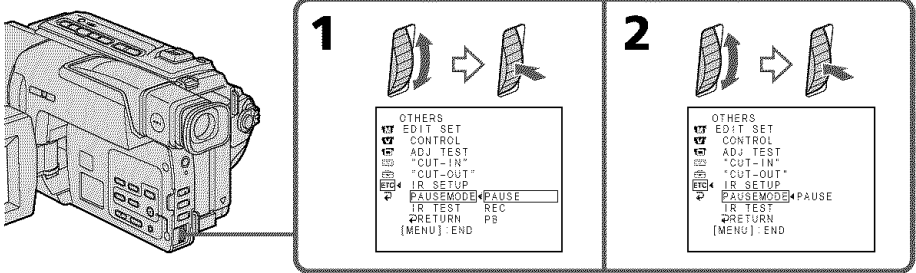 1
OTHERS
EDIT SET
CONTROL
ADJ TEST
"CUT-IN"
"CUT-OUT"
ETC IR SETUP
PAUSEMODE PAUSE
IR TEST REC
RETURN PB
[MENU] : END
2
OTHERS
EDIT SET
CONTROL
ADJ TEST
"CUT-IN"
"CUT-OUT"
ETC IR SETUP
PAUSEMODE PAUSE
IR TEST
RETURN
[MENU] : END